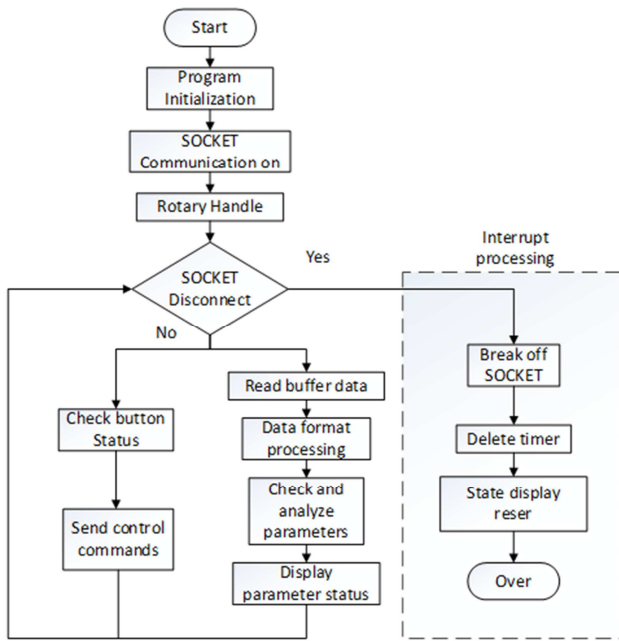 Start
Program
Initialization
SOCKET
Communication on
Rotary Handle
SOCKET
Disconnect
Yes
No
Interrupt
processing
Check button
Status
Send control
commands
Read buffer data
Data format
processing
Check and
analyze
parameters
Display
parameter status
Break off
SOCKET
Delete timer
State display
reser
Over